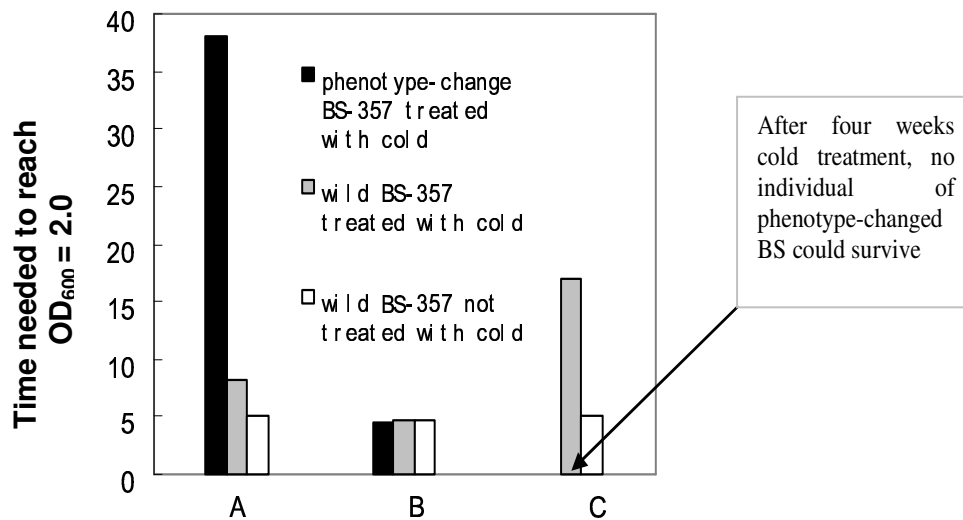 40
35
30
25
20
15
10
5
0
Time needed to reach
OD600 = 2.0
phenotype-change
BS-357 treated
with cold
wild BS-357
treated with cold
wild BS-357 not
treated with cold
A B C
After four weeks
cold treatment, no
individual of
phenotype-changed
BS could survive